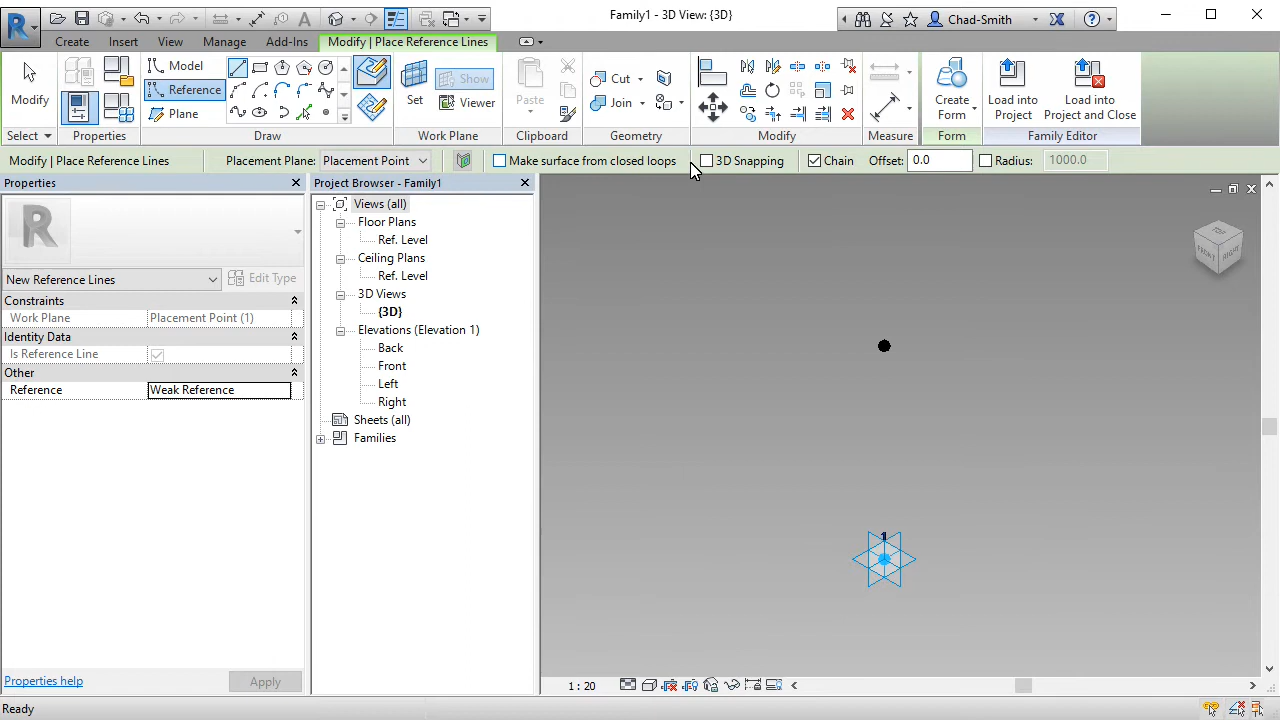 Family1 - 3D View: {3D}
Chad-Smith
Create Insert View Manage Add-Ins Modify | Place Reference Lines
Modify
Model
Reference
Plane
Set
Show
Viewer
Paste
Cut
Join
Create Form
Load into Project
Load into Project and Close
Select Properties Draw Work Plane Clipboard Geometry Modify Measure Form Family Editor
Modify | Place Reference Lines Placement Plane: Placement Point Make surface from closed loops 3D Snapping Chain Offset: 0.0 Radius: 1000.0
Properties
R
New Reference Lines Edit Type
Constraints
Work Plane Placement Point (1)
Identity Data
Is Reference Line
Other
Reference Weak Reference
Properties help Apply
Project Browser - Family1
Views (all)
Floor Plans
Ref. Level
Ceiling Plans
Ref. Level
3D Views
{3D}
Elevations (Elevation 1)
Back
Front
Left
Right
Sheets (all)
Families
TOP
FRONT
RIGHT
1
1 : 20
Ready